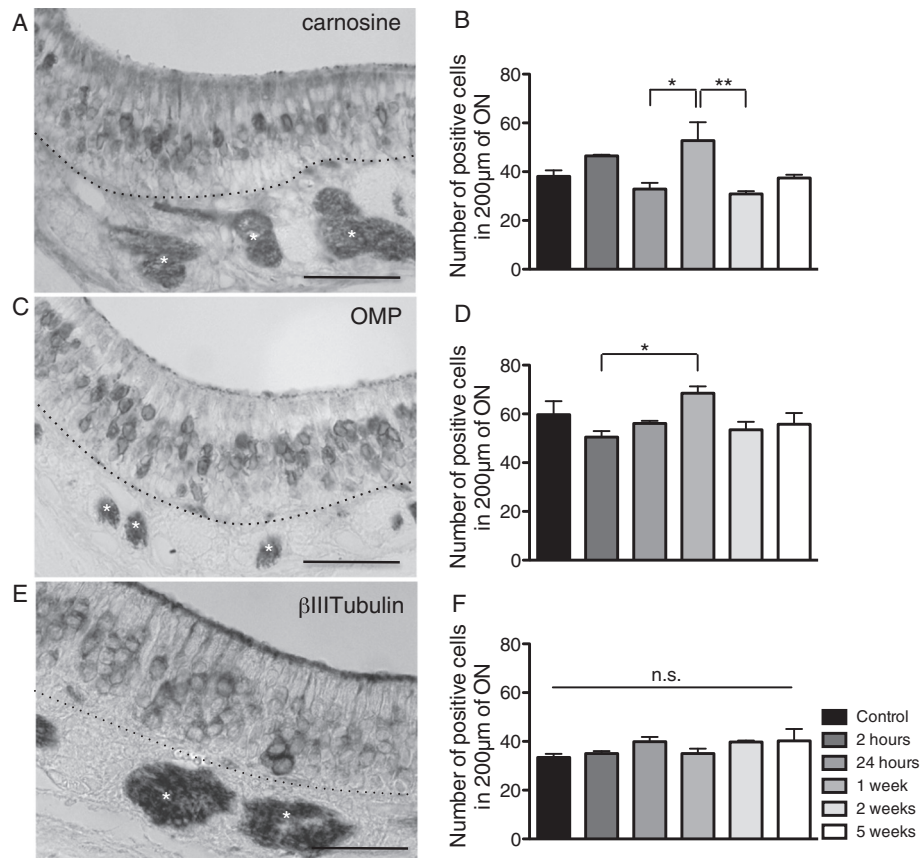 A
carnosine
*
*
*
B
Number of positive cells
in 200µm of ON
80
60
40
20
0
*
**
C
OMP
*
*
*
D
Number of positive cells
in 200µm of ON
80
60
40
20
0
*
E
βIIITubulin
*
*
F
Number of positive cells
in 200µm of ON
80
60
40
20
0
n.s.
Control
2 hours
24 hours
1 week
2 weeks
5 weeks